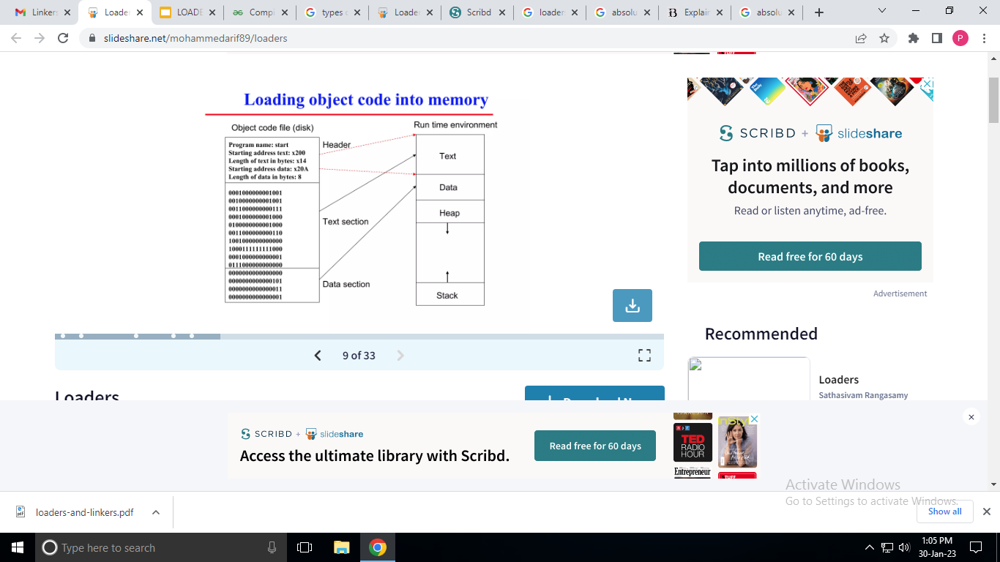 Linkers
Loader
LOADE
Compi
types o
Loader
Scribd
loader
absolu
Explain
absolu
slideshare.net/mohammedarif89/loaders
P
Loading object code into memory
Object code file (disk)
Run time environment
Program name: start
Starting address text: x200
Length of text in bytes: x14
Starting address data: x20A
Length of data in bytes: 8
Header
Text
0001000000001001
0010000000001001
0011000000000111
0001000000001000
0100000000001000
0011000000000110
1001000000000000
1000111111111000
0001000000000001
0111000000000000
Text section
Data
Heap
0000000000000000
0000000000000101
0000000000000011
0000000000000001
Data section
Stack
9 of 33
Loaders
SCRIBD + slideshare
Tap into millions of books,
documents, and more
Read or listen anytime, ad-free.
Read free for 60 days
Advertisement
Recommended
Loaders
Sathasivam Rangasamy
SCRIBD + slideshare
Access the ultimate library with Scribd.
Read free for 60 days
TED
RADIO
HOUR
Entrepreneur
InStyle
Activate Windows
Go to Settings to activate Windows.
loaders-and-linkers.pdf
Show all
Type here to search
1:05 PM
30-Jan-23